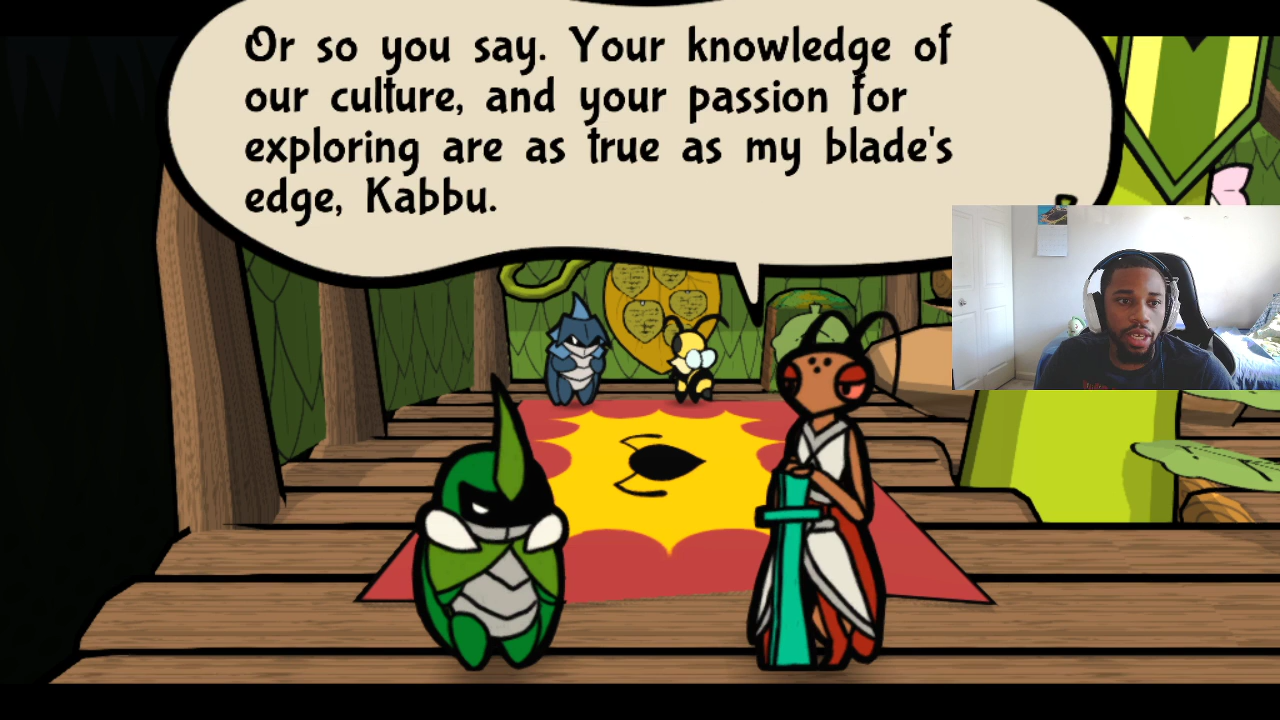 Or so you say. Your knowledge of
our culture, and your passion for
exploring are as true as my blade's
edge, Kabbu.